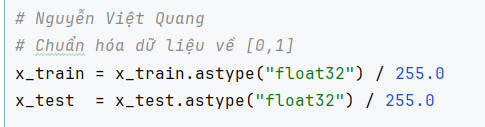 # Nguyễn Việt Quang
# Chuẩn hóa dữ liệu về [0,1]
x_train = x_train.astype("float32") / 255.0
x_test  = x_test.astype("float32") / 255.0